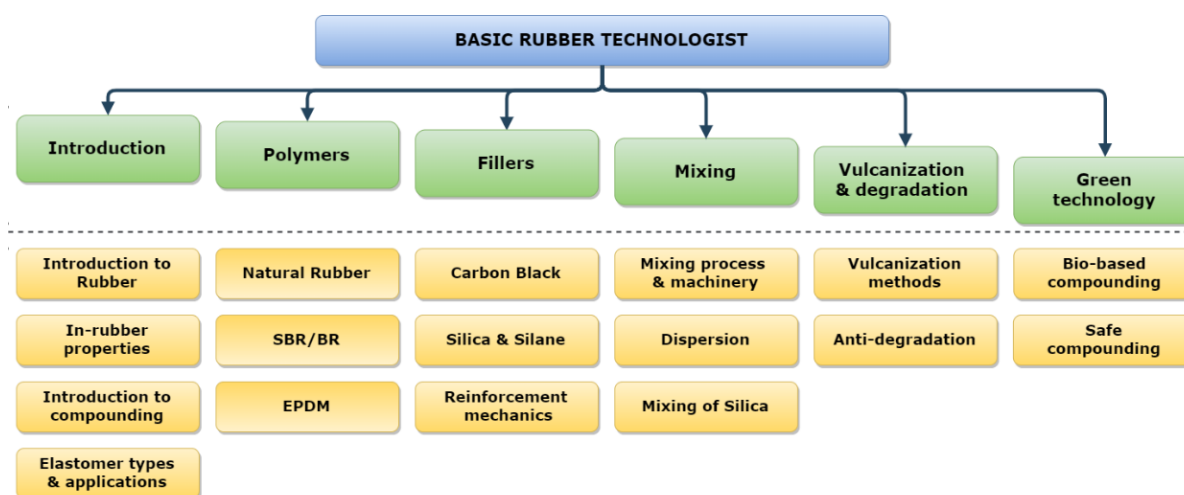 BASIC RUBBER TECHNOLOGIST
Introduction
Polymers
Fillers
Mixing
Vulcanization
& degradation
Green
technology
Introduction to
Rubber
Natural Rubber
Carbon Black
Mixing process
& machinery
Vulcanization
methods
Bio-based
compounding
In-rubber
properties
SBR/BR
Silica & Silane
Dispersion
Anti-degradation
Safe
compounding
Introduction to
compounding
EPDM
Reinforcement
mechanics
Mixing of Silica
Elastomer types
& applications